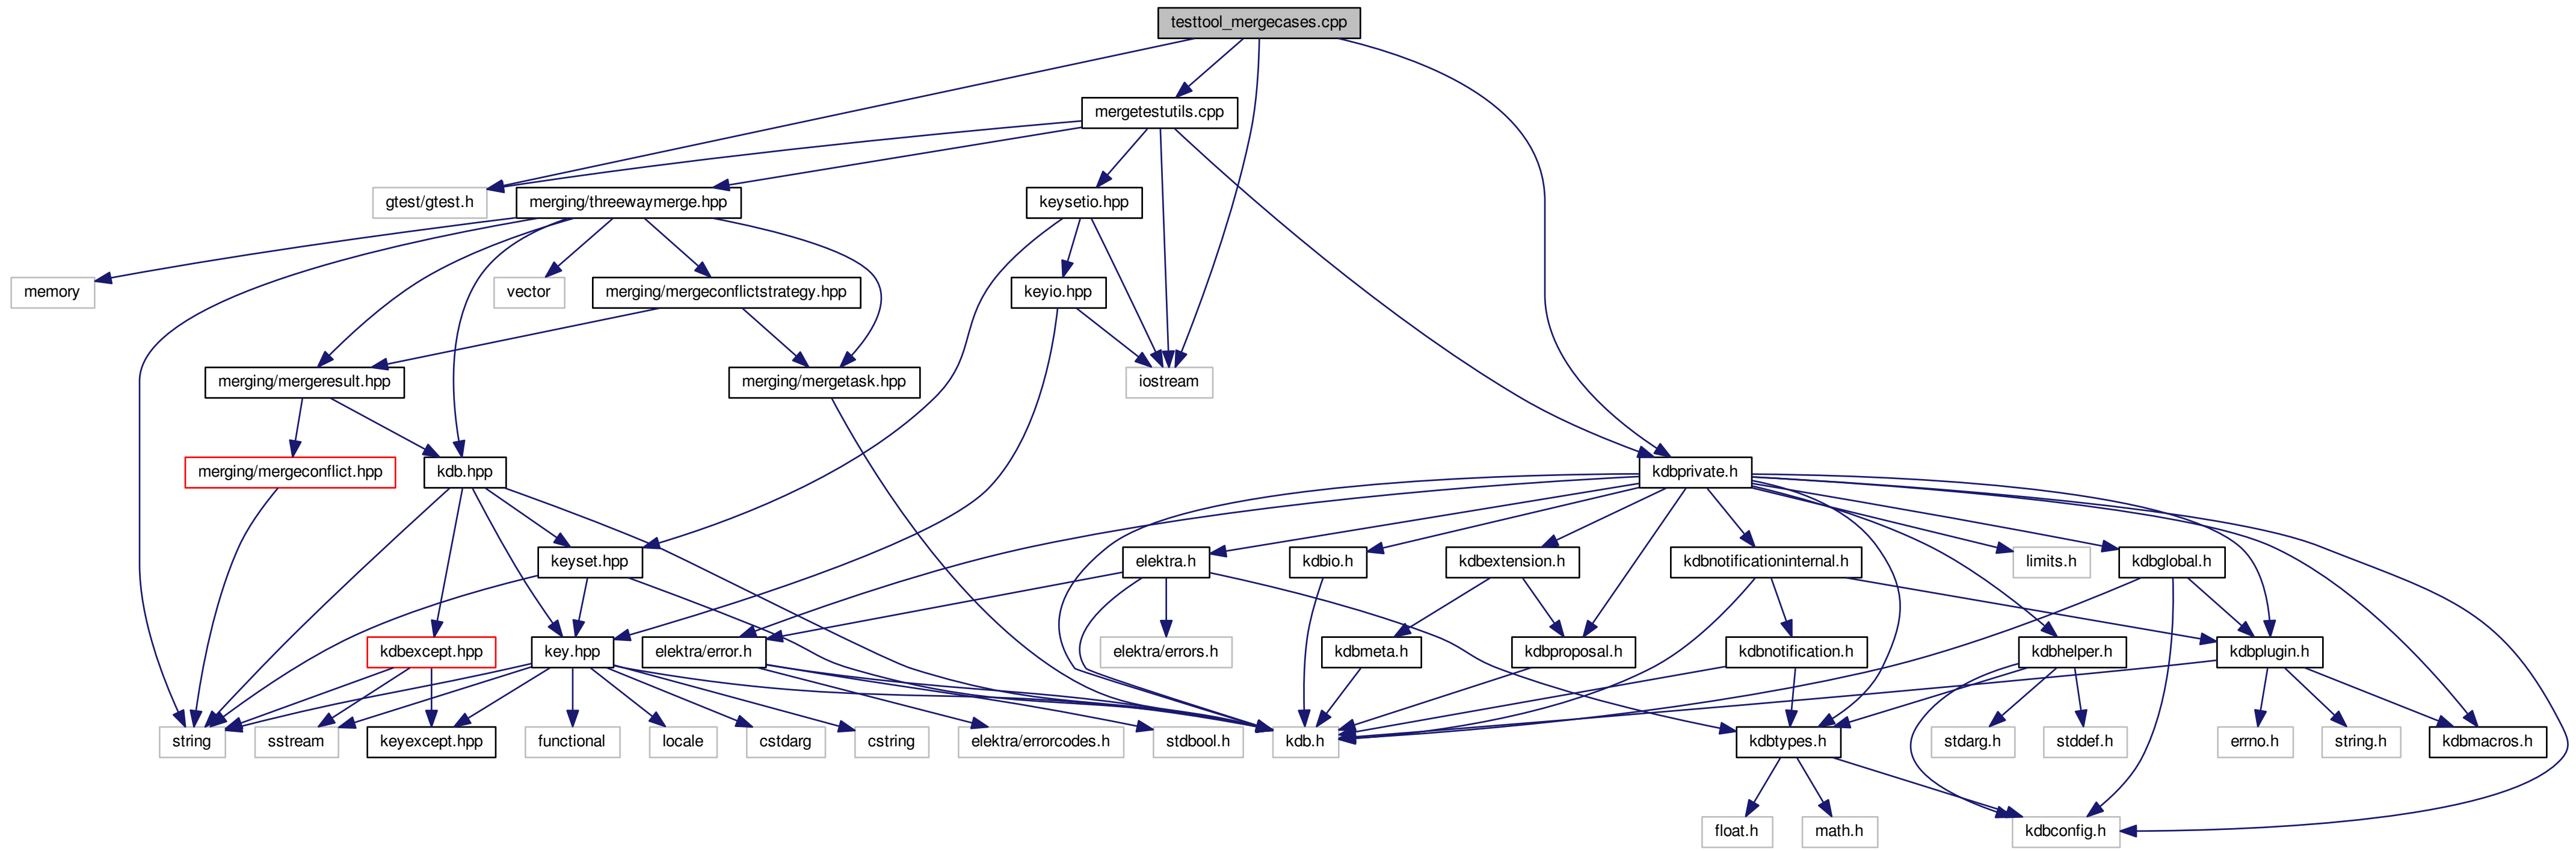 testtool_mergecases.cpp
mergetestutils.cpp
gtest/gtest.h
merging/threewaymerge.hpp
keysetio.hpp
memory
vector
merging/mergeconflictstrategy.hpp
keyio.hpp
merging/mergeresult.hpp
merging/mergetask.hpp
iostream
merging/mergeconflict.hpp
kdb.hpp
kdbprivate.h
keyset.hpp
elektra.h
kdbio.h
kdbextension.h
kdbnotificationinternal.h
limits.h
kdbglobal.h
kdbexcept.hpp
key.hpp
elektra/error.h
elektra/errors.h
kdbmeta.h
kdbproposal.h
kdbnotification.h
kdbhelper.h
kdbplugin.h
string
sstream
keyexcept.hpp
functional
locale
cstdarg
cstring
elektra/errorcodes.h
stdbool.h
kdb.h
kdbtypes.h
stdarg.h
stddef.h
errno.h
string.h
kdbmacros.h
float.h
math.h
kdbconfig.h